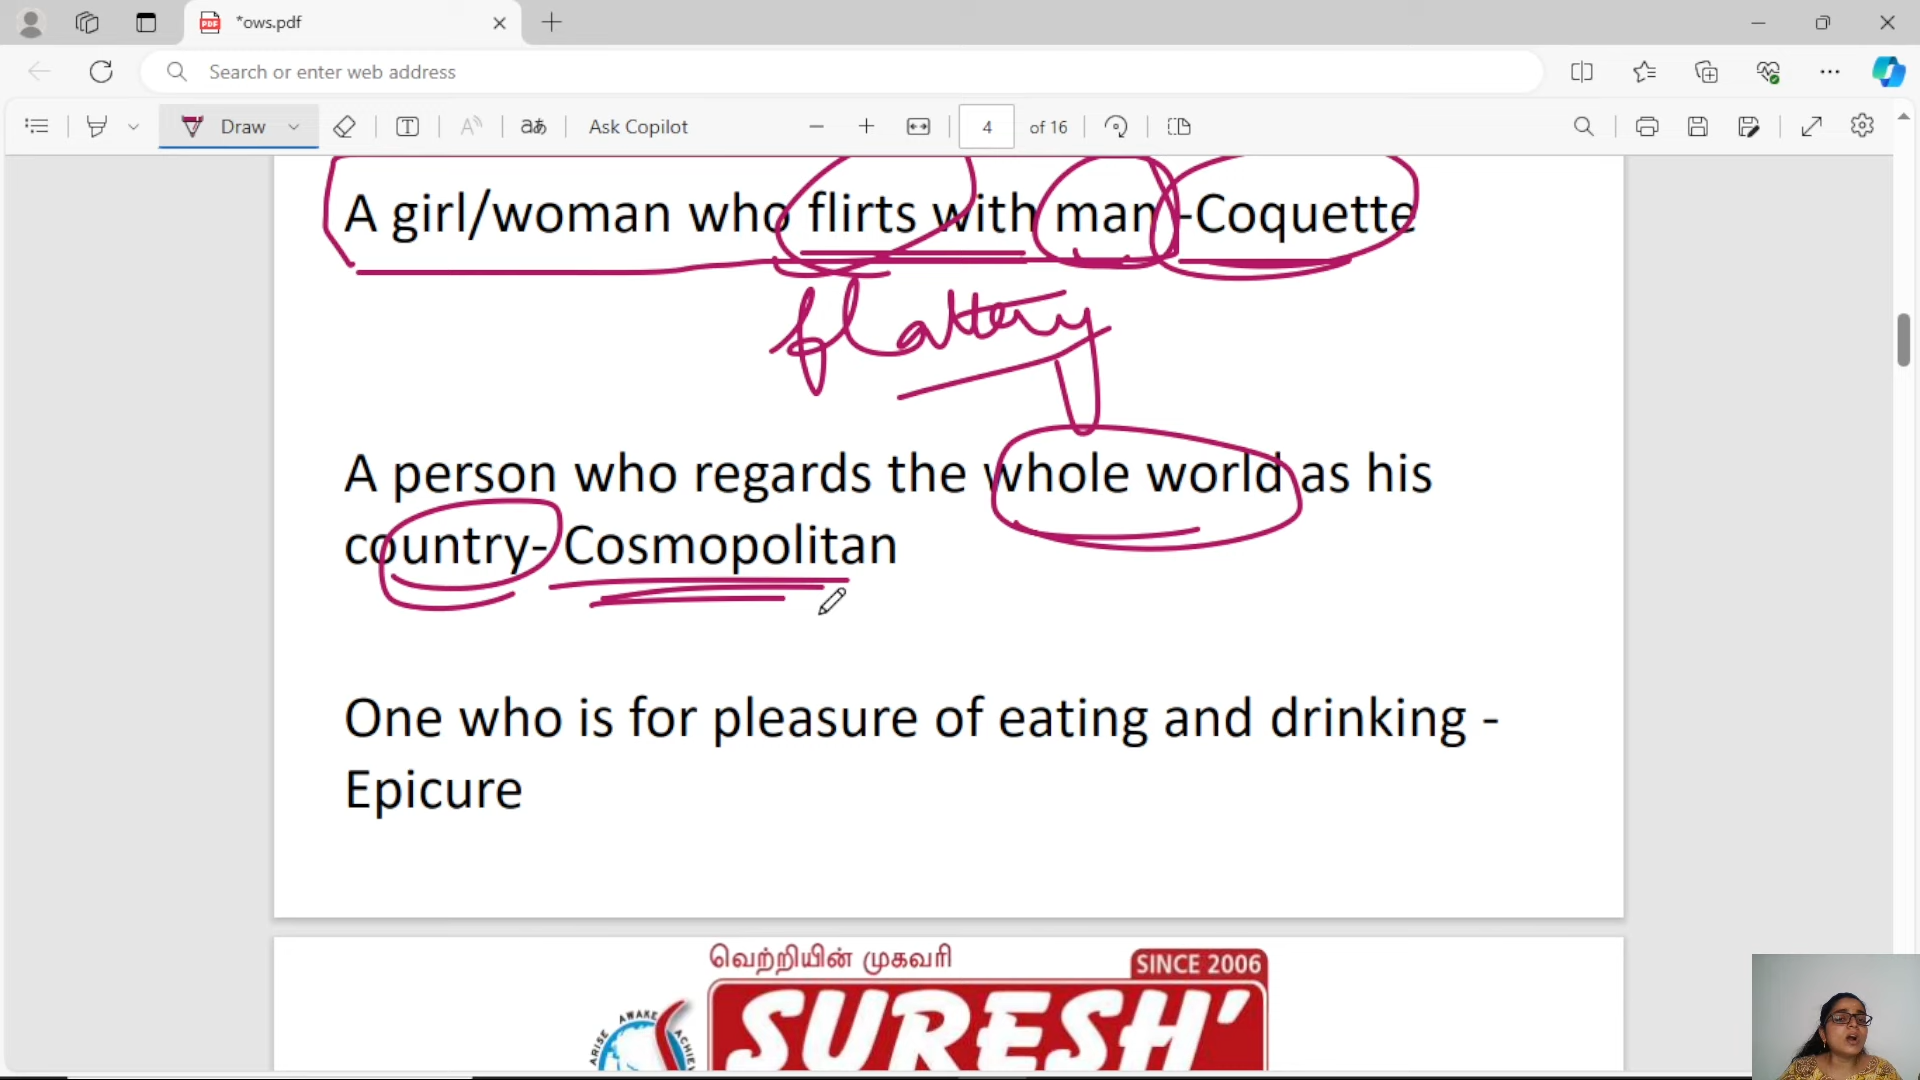 *ows.pdf
Search or enter web address
Draw
Ask Copilot
4 of 16
A girl/woman who flirts with man -Coquette
flattery
A person who regards the whole world as his
country- Cosmopolitan
One who is for pleasure of eating and drinking -
Epicure
வெற்றியின் முகவரி
SINCE 2006
SURESH'
ARISE AWAKE